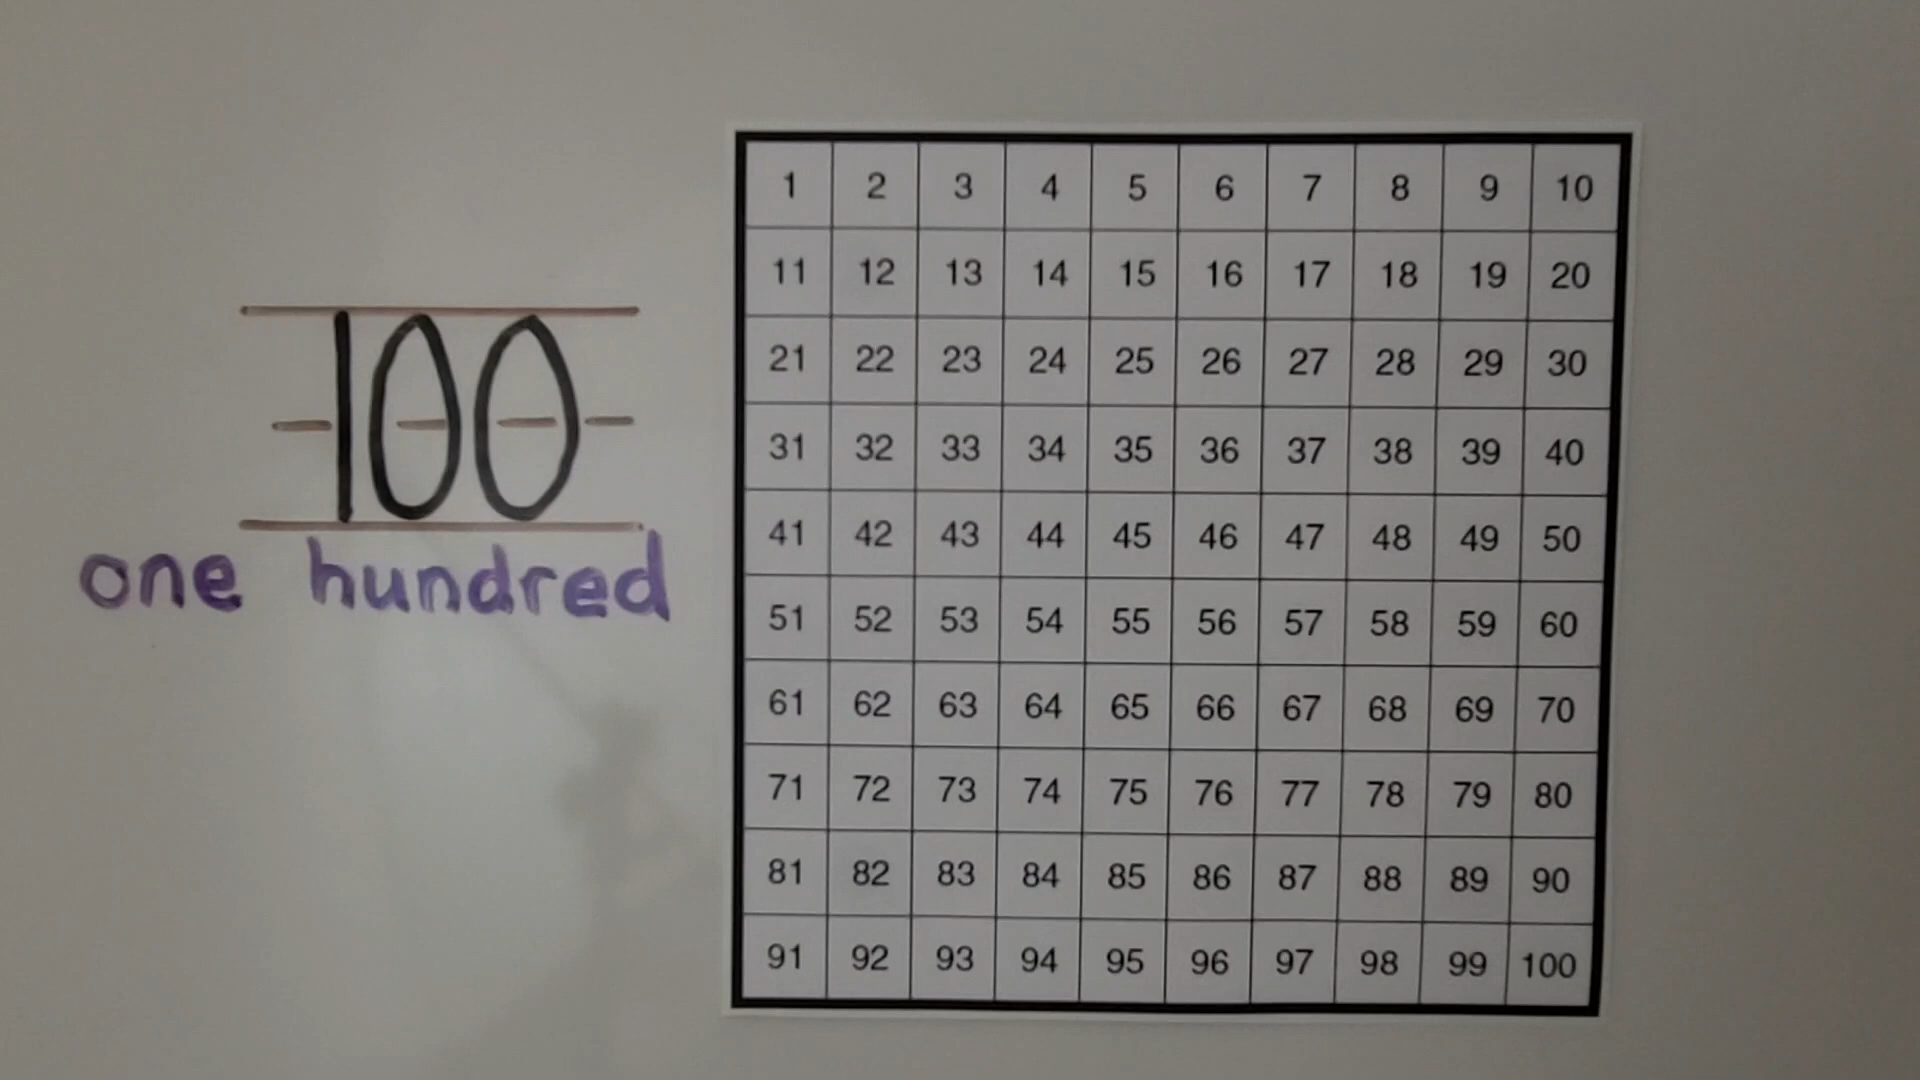 100
one hundred
1 2 3 4 5 6 7 8 9 10
11 12 13 14 15 16 17 18 19 20
21 22 23 24 25 26 27 28 29 30
31 32 33 34 35 36 37 38 39 40
41 42 43 44 45 46 47 48 49 50
51 52 53 54 55 56 57 58 59 60
61 62 63 64 65 66 67 68 69 70
71 72 73 74 75 76 77 78 79 80
81 82 83 84 85 86 87 88 89 90
91 92 93 94 95 96 97 98 99 100